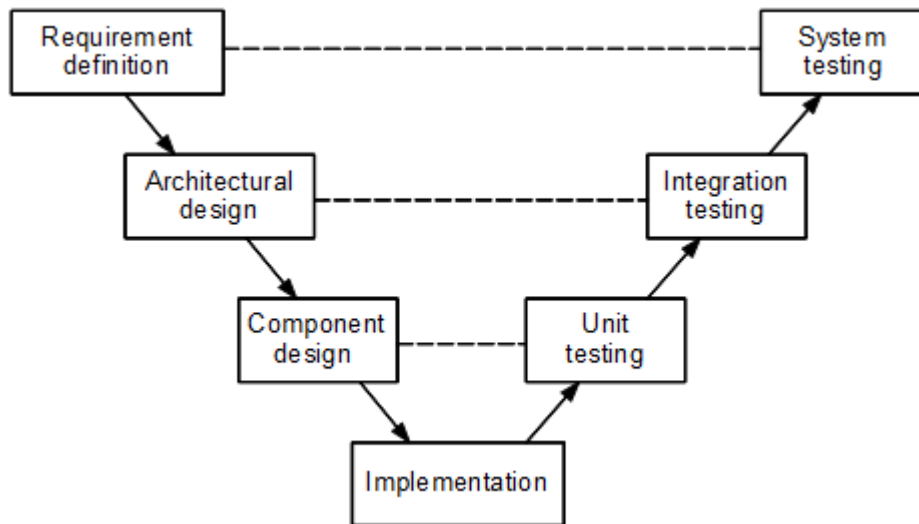 Requirement
definition
System
testing
Architectural
design
Integration
testing
Component
design
Unit
testing
Implementation